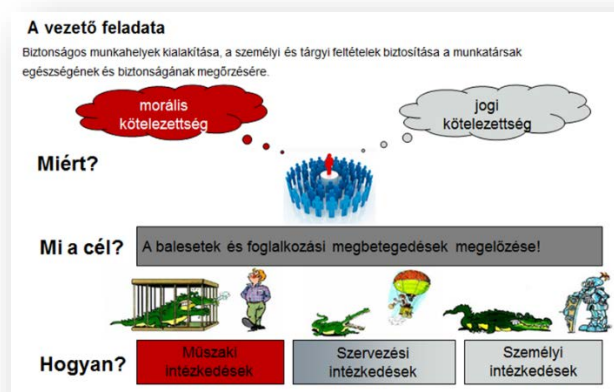 A vezető feladata
Biztonságos munkahelyek kialakítása, a személyi és tárgyi feltételek biztosítása a munkatársak
egészségének és biztonságának megőrzésére.
morális
kötelezettség
jogi
kötelezettség
Miért?
Mi a cél?
A balesetek és foglalkozási megbetegedések megelőzése!
Hogyan?
Műszaki
intézkedések
Szervezési
intézkedések
Személyi
intézkedések